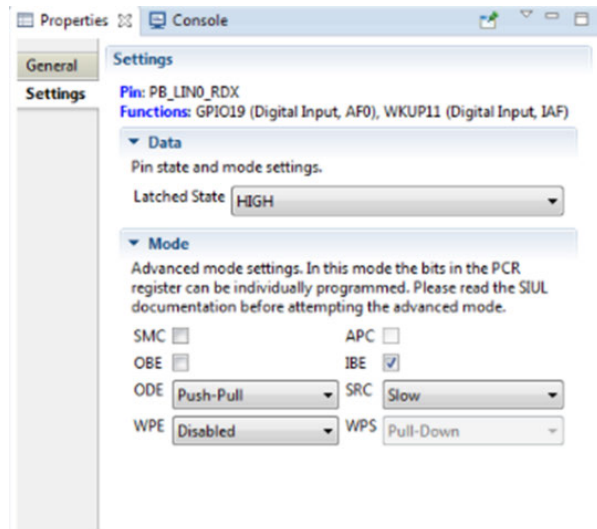 Properties Console
General
Settings
Settings
Pin: PB_LIN0_RDX
Functions: GPIO19 (Digital Input, AF0), WKUP11 (Digital Input, IAF)
Data
Pin state and mode settings.
Latched State HIGH
Mode
Advanced mode settings. In this mode the bits in the PCR
register can be individually programmed. Please read the SIUL
documentation before attempting the advanced mode.
SMC APC
OBE IBE
ODE Push-Pull SRC Slow
WPE Disabled WPS Pull-Down